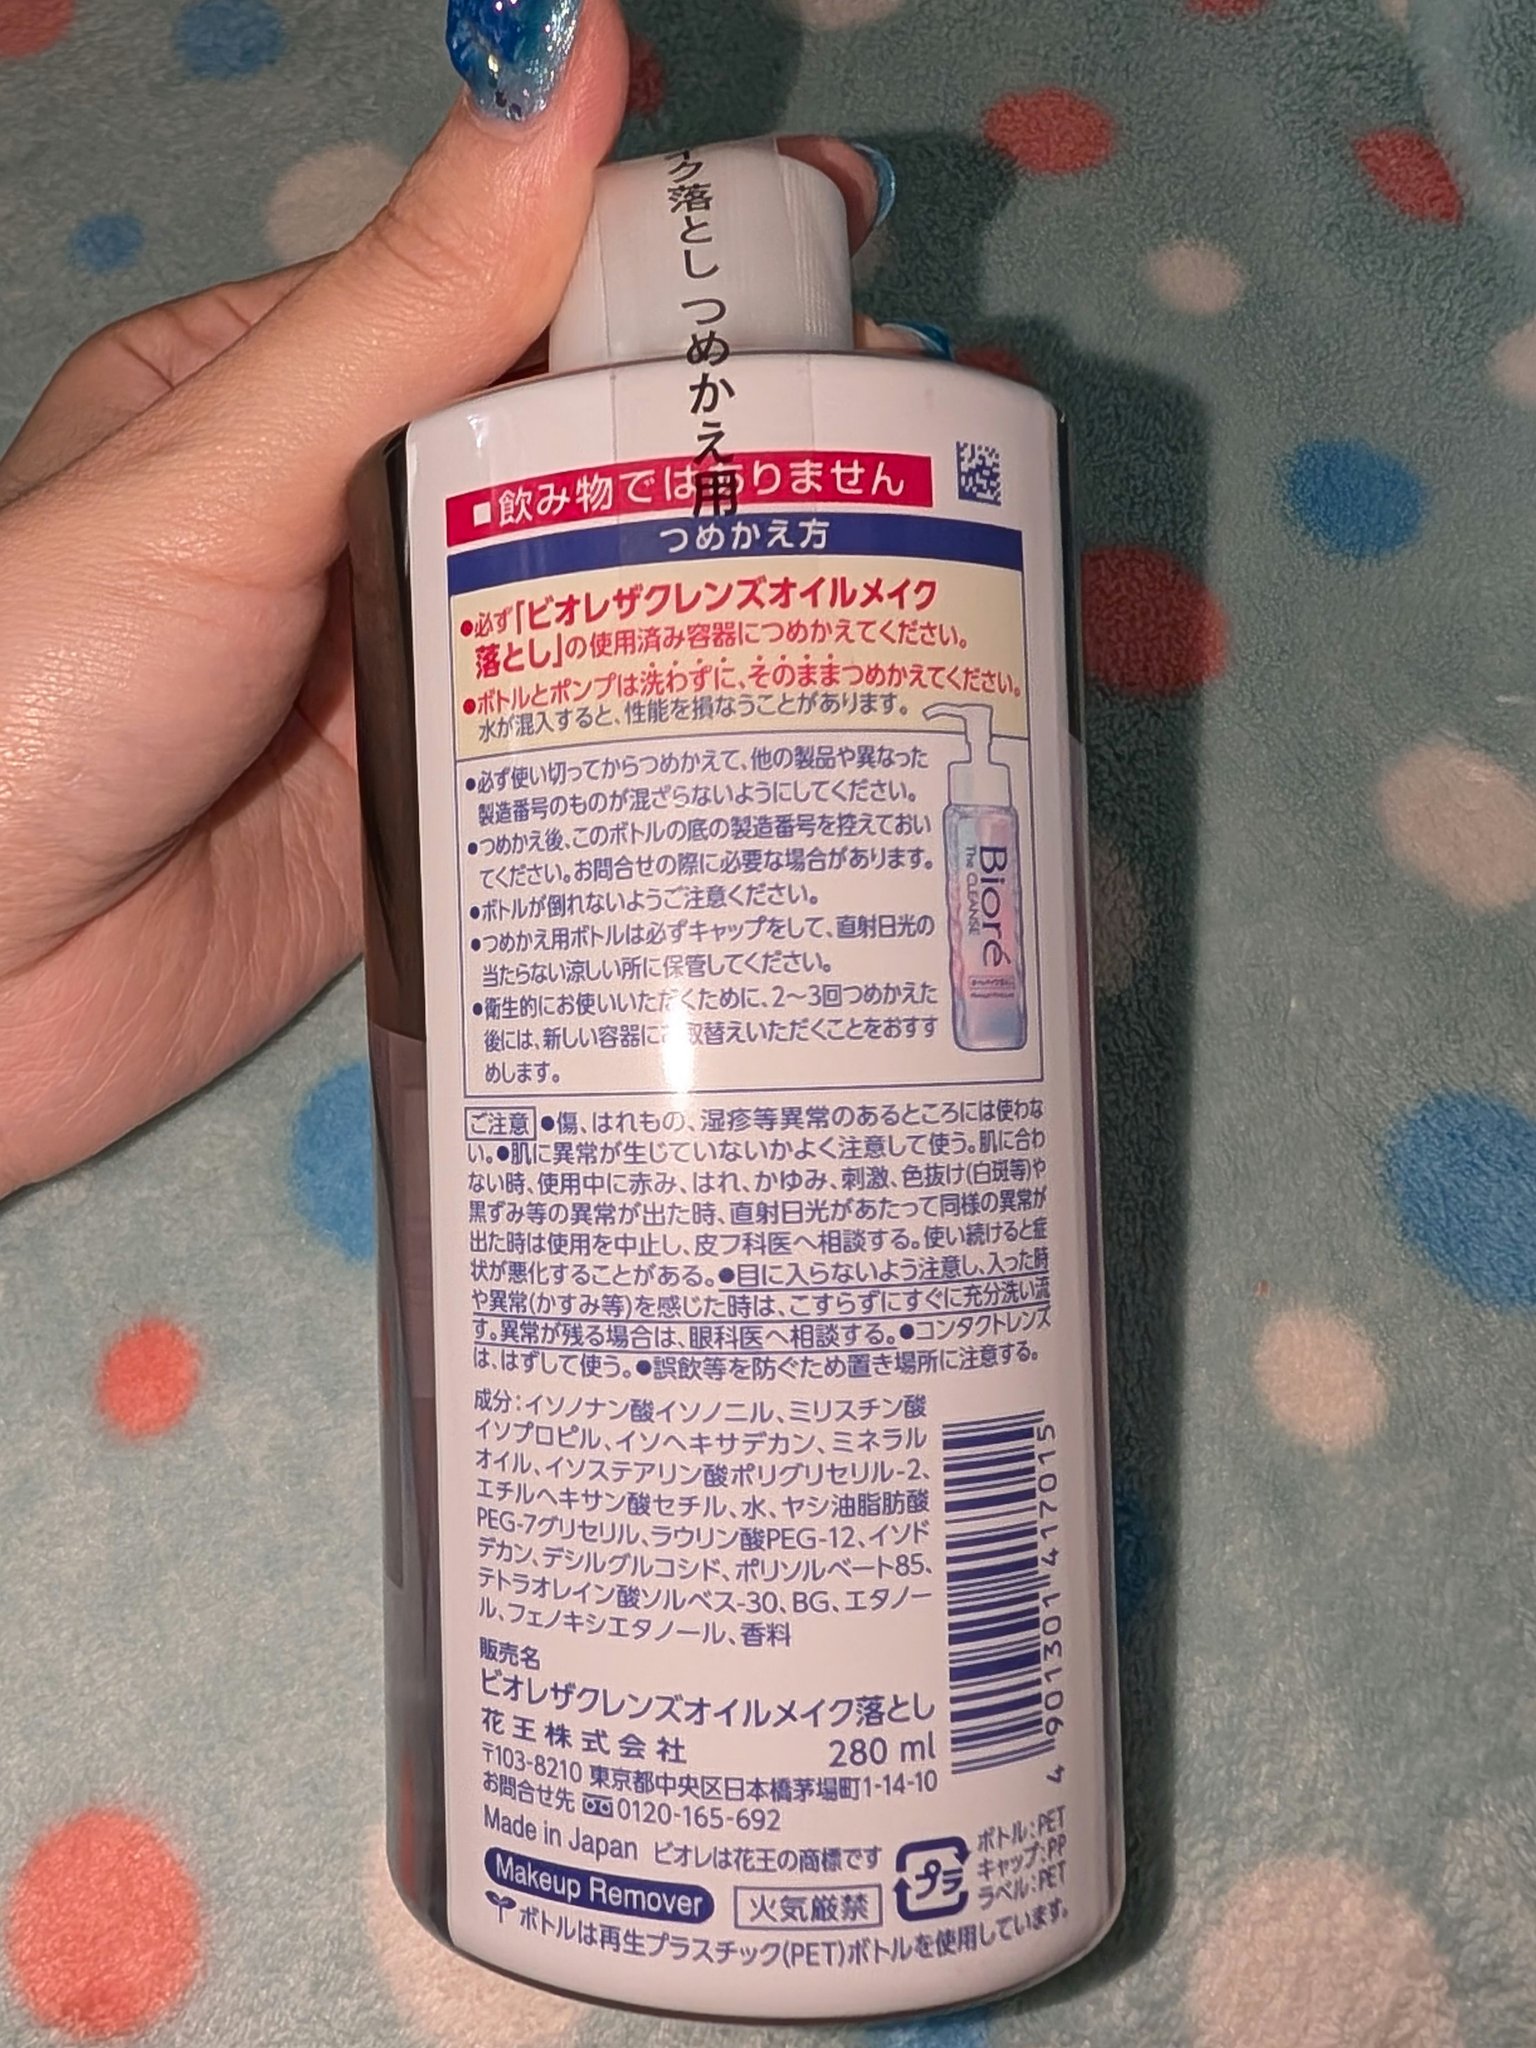 ク落とし つめかえ用
■飲み物ではありません
つめかえ方
●必ず「ビオレザクレンズオイルメイク
落とし」の使用済み容器につめかえてください。
●ボトルとポンプは洗わずに、そのままつめかえてください。
水が混入すると、性能を損なうことがあります。
●必ず使い切ってからつめかえて、他の製品や異なった
製造番号のものが混ざらないようにしてください。
●つめかえ後、このボトルの底の製造番号を控えておい
てください。お問合せの際に必要な場合があります。
●ボトルが倒れないようご注意ください。
●つめかえ用ボトルは必ずキャップをして、直射日光の
当たらない涼しい所に保管してください。
●衛生的にお使いいただくために、2〜3回つめかえた
後には、新しい容器にお取替えいただくことをおすす
めします。
Bioré
The CLEANSE
ご注意 ●傷、はれもの、湿疹等異常のあるところには使わな
い。●肌に異常が生じていないかよく注意して使う。肌に合わ
ない時、使用中に赤み、はれ、かゆみ、刺激、色抜け(白斑等)や
黒ずみ等の異常が出た時、直射日光があたって同様の異常が
出た時は使用を中止し、皮フ科医へ相談する。使い続けると症
状が悪化することがある。●目に入らないよう注意し、入った時
や異常(かすみ等)を感じた時は、こすらずにすぐに充分洗い流
す。異常が残る場合は、眼科医へ相談する。●コンタクトレンズ
は、はずして使う。●誤飲等を防ぐため置き場所に注意する。
成分：イソノナン酸イソノニル、ミリスチン酸
イソプロピル、イソヘキサデカン、ミネラル
オイル、イソステアリン酸ポリグリセリル-2、
エチルヘキサン酸セチル、水、ヤシ油脂肪酸
PEG-7グリセリル、ラウリン酸PEG-12、イソド
デカン、デシルグルコシド、ポリソルベート85、
テトラオレイン酸ソルベス-30、BG、エタノー
ル、フェノキシエタノール、香料
4 901301 417015
販売名
ビオレザクレンズオイルメイク落とし
花王株式会社 280 ml
〒103-8210 東京都中央区日本橋茅場町1-14-10
お問合せ先 0120-165-692
Made in Japan ビオレは花王の商標です
Makeup Remover 火気厳禁
プラ
ボトル：PET
キャップ：PP
ラベル：PET
ボトルは再生プラスチック(PET)ボトルを使用しています。